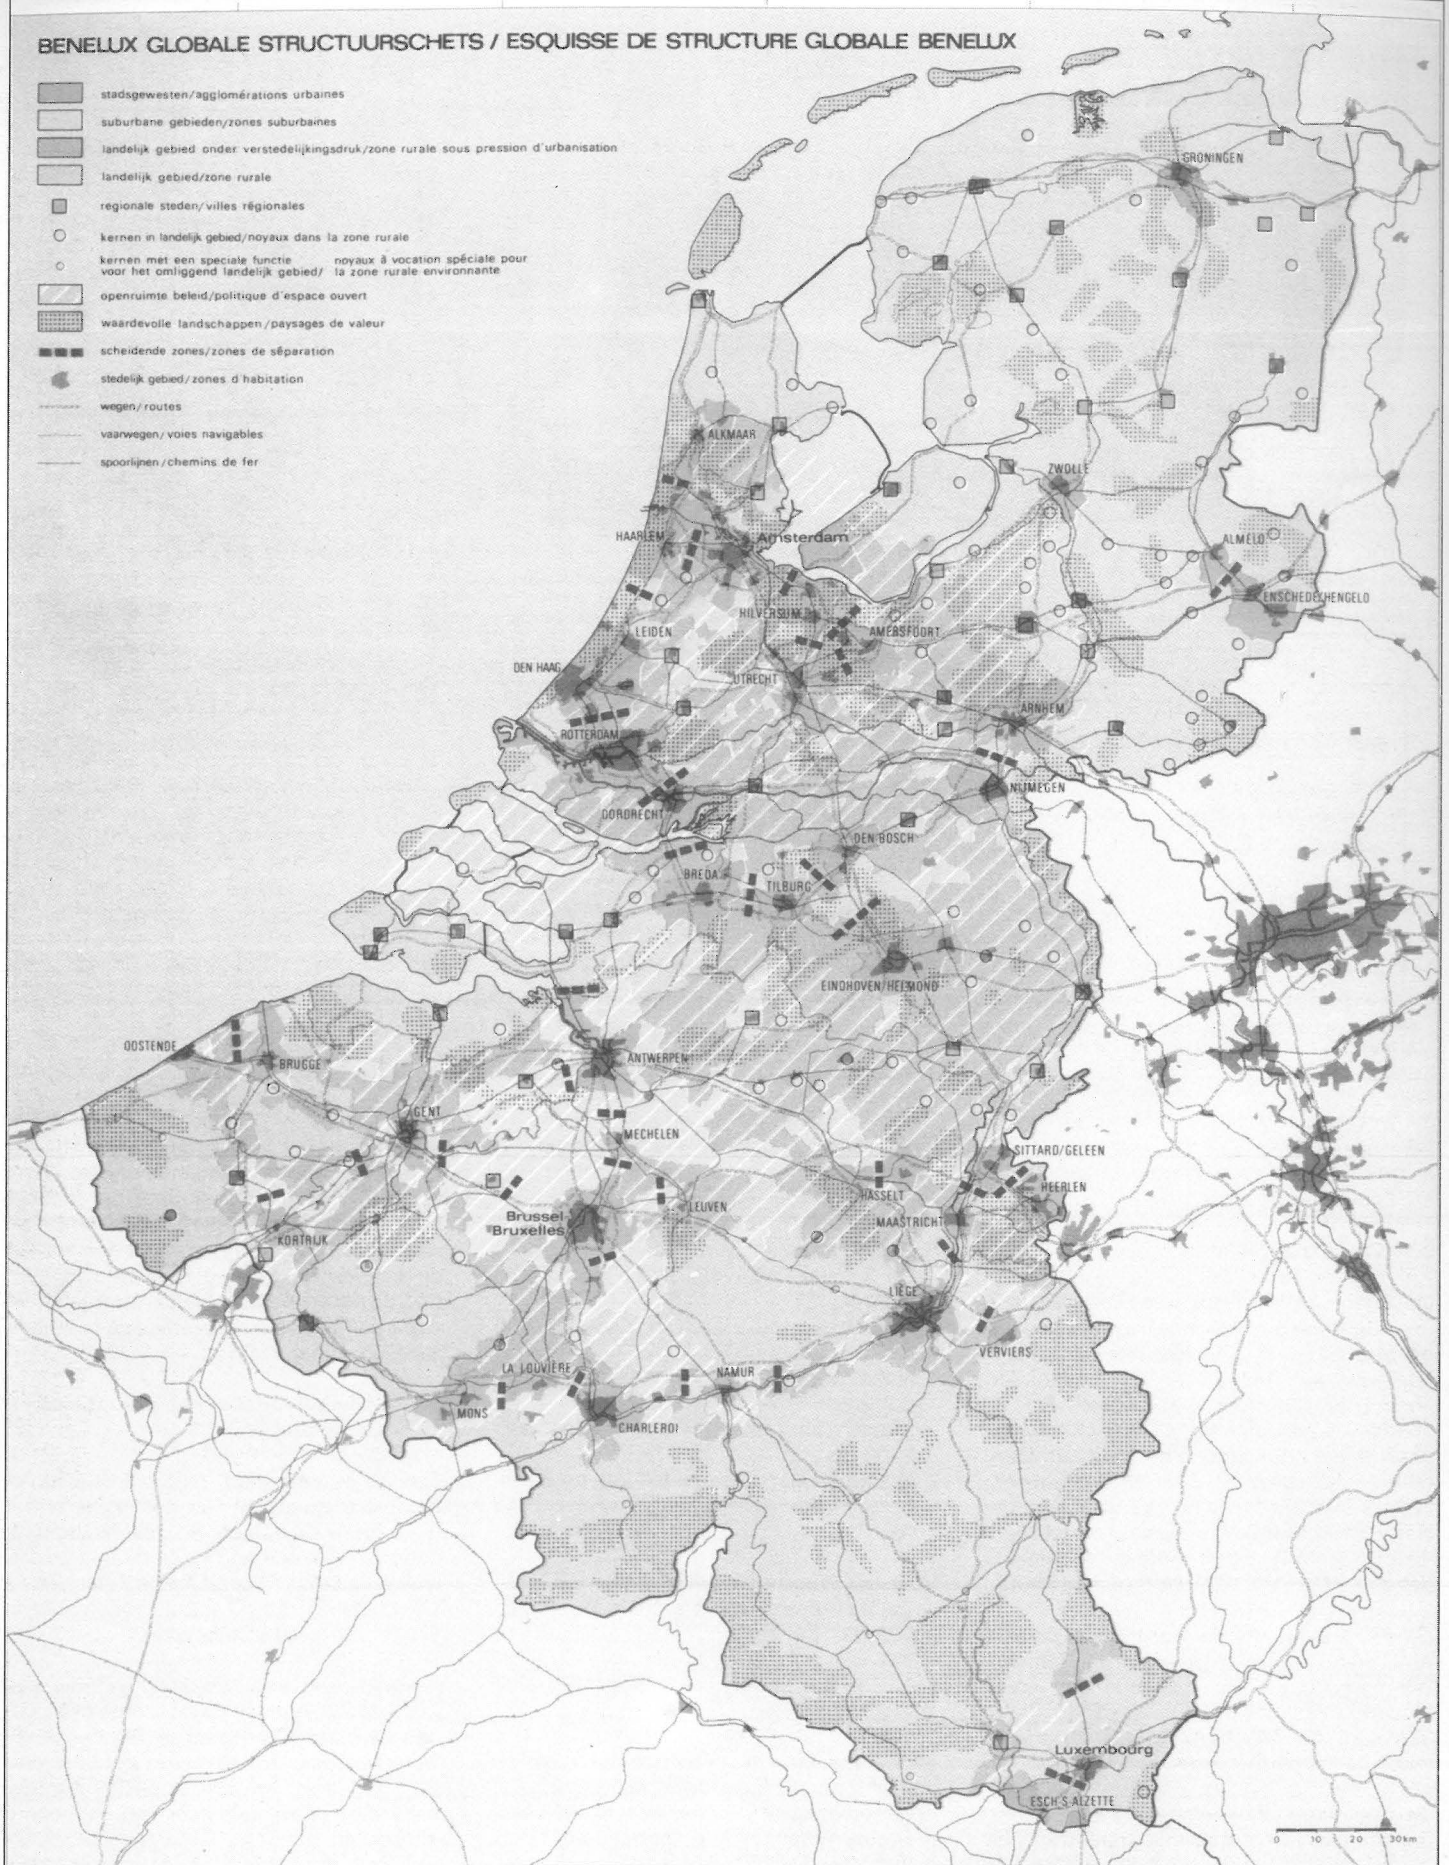 BENELUX GLOBALE STRUCTUURSCHETS / ESQUISSE DE STRUCTURE GLOBALE BENELUX
stadsgewesten/agglomérations urbaines
suburbane gebieden/zones suburbaines
landelijk gebied onder verstedelijkingsdruk/zone rurale sous pression d'urbanisation
landelijk gebied/zone rurale
regionale steden/villes régionales
kernen in landelijk gebied/noyaux dans la zone rurale
kernen met een speciale functie noyaux à vocation spéciale pour
voor het omliggend landelijk gebied/ la zone rurale environnante
openruimte beleid/politique d'espace ouvert
waardevolle landschappen/paysages de valeur
scheidende zones/zones de séparation
stedelijk gebied/zones d'habitation
wegen/routes
vaarwegen/voies navigables
spoorlijnen/chemins de fer
GRONINGEN
ALKMAAR
ZWOLLE
HAARLEM
Amsterdam
ALMELO
ENSCHEDE/HENGELO
HILVERSUM
LEIDEN
AMERSFOORT
DEN HAAG
UTRECHT
ARNHEM
ROTTERDAM
NIJMEGEN
DORDRECHT
DEN BOSCH
BREDA
TILBURG
EINDHOVEN/HELMOND
OOSTENDE
BRUGGE
ANTWERPEN
GENT
MECHELEN
SITTARD/GELEEN
HEERLEN
HASSELT
LEUVEN
Brussel
Bruxelles
MAASTRICHT
KORTRIJK
LIEGE
VERVIERS
LA LOUVIÈRE
NAMUR
MONS
CHARLEROI
Luxembourg
ESCH-S-ALZETTE
0 10 20 30km